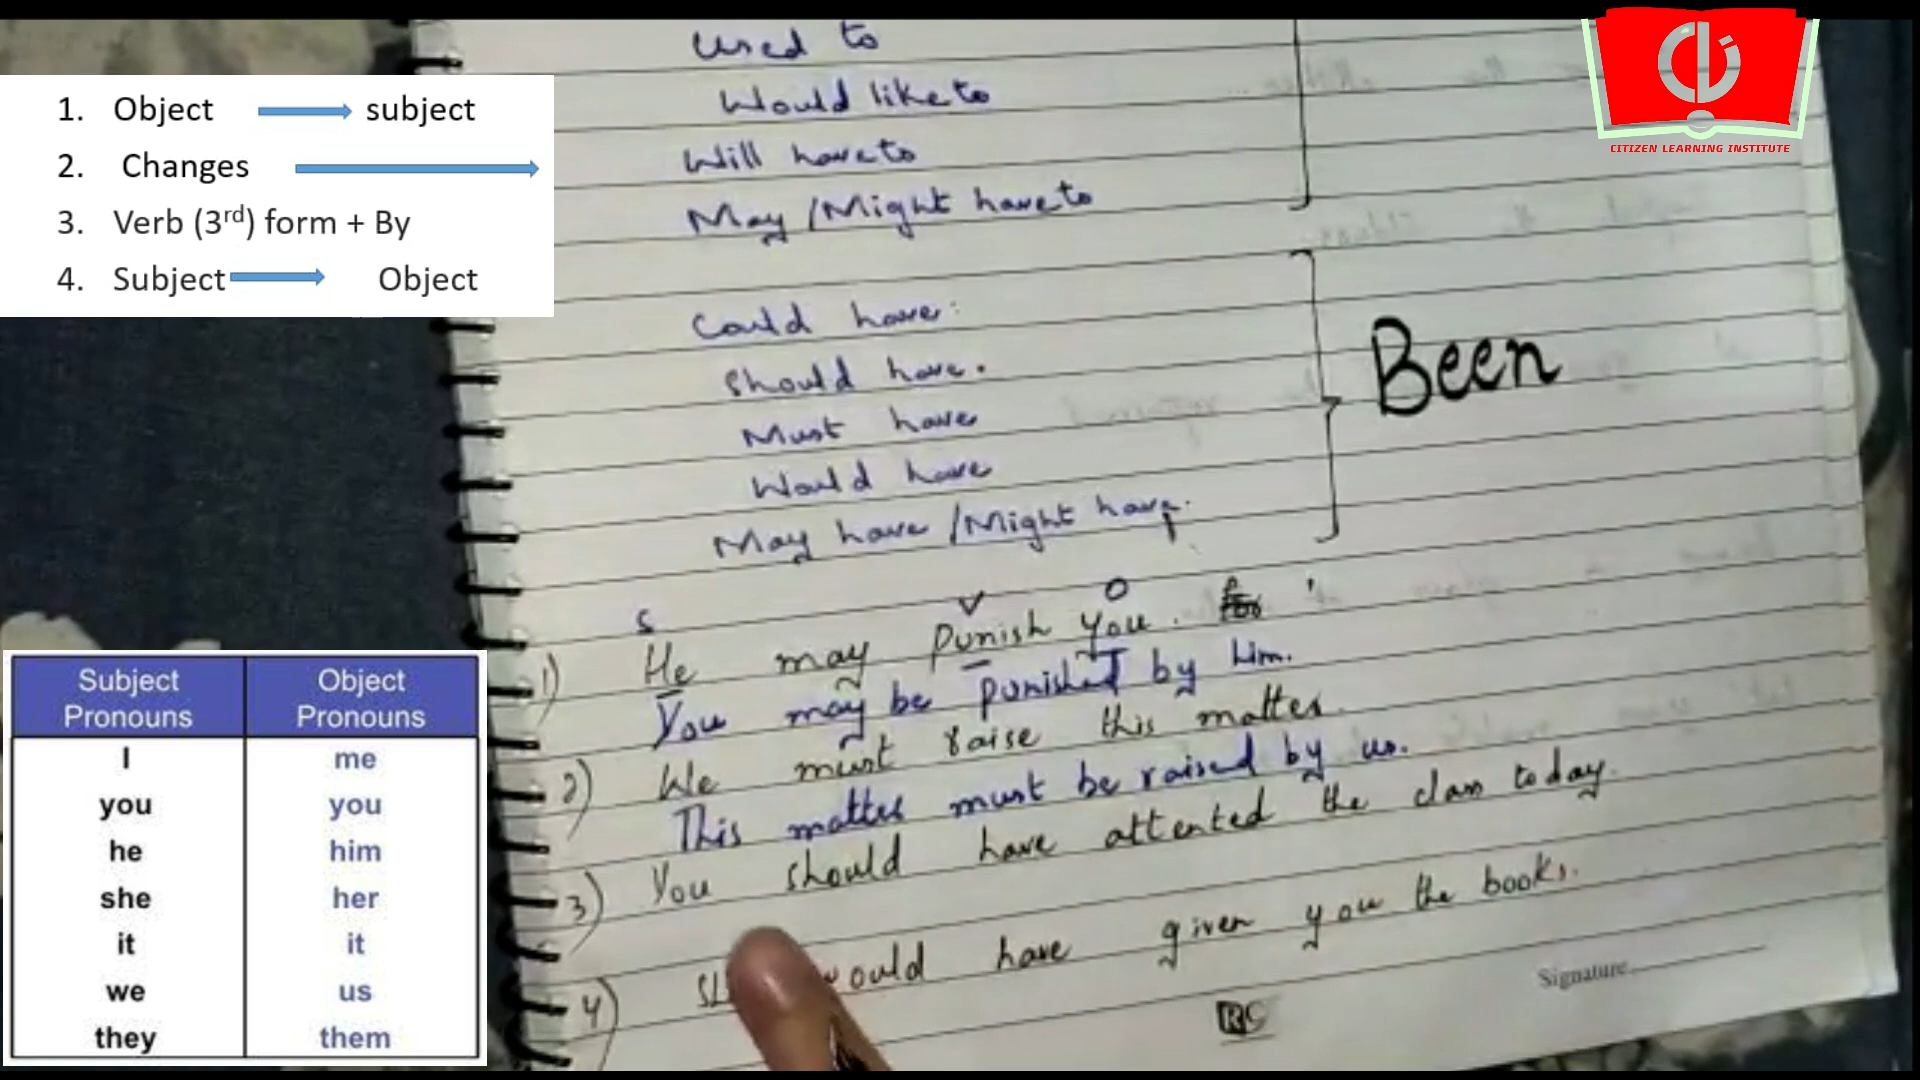 used to
Would like to
Will have to
May / Might have to
Could have
Should have.
Must have
Would have
May have / Might have.
Been
S V O
1) He may punish you. for
You may be punished by him.
2) We must raise this matter.
This matter must be raised by us.
3) You should have attented the class today.
4) would have given you the books.
Signature
RC
1. Object subject
2. Changes
3. Verb (3rd) form + By
4. Subject Object
Subject Pronouns Object Pronouns
I me
you you
he him
she her
it it
we us
they them
CITIZEN LEARNING INSTITUTE